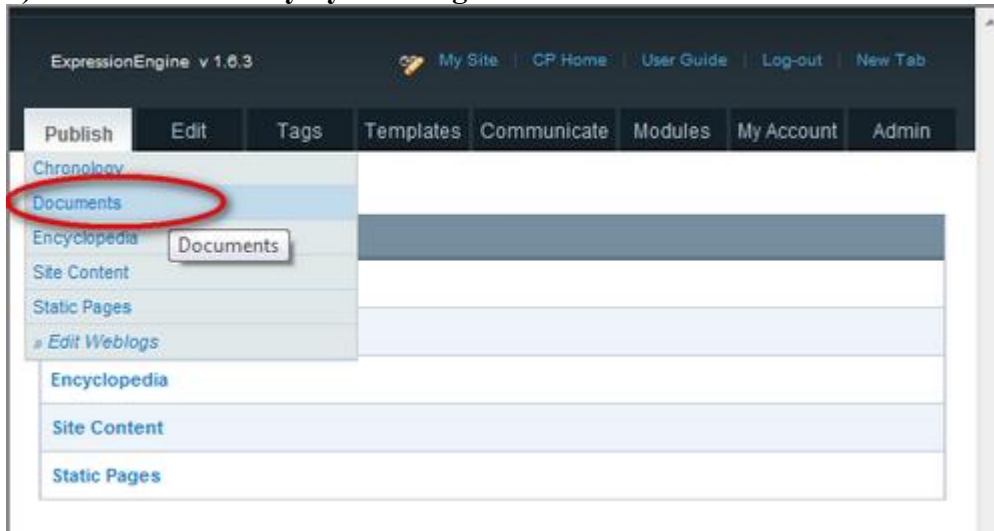 ExpressionEngine v 1.6.3 My Site | CP Home | User Guide | Log-out | New Tab
Publish Edit Tags Templates Communicate Modules My Account Admin
Chronology
Documents
Encyclopedia
Documents
Site Content
Static Pages
» Edit Weblogs
Encyclopedia
Site Content
Static Pages